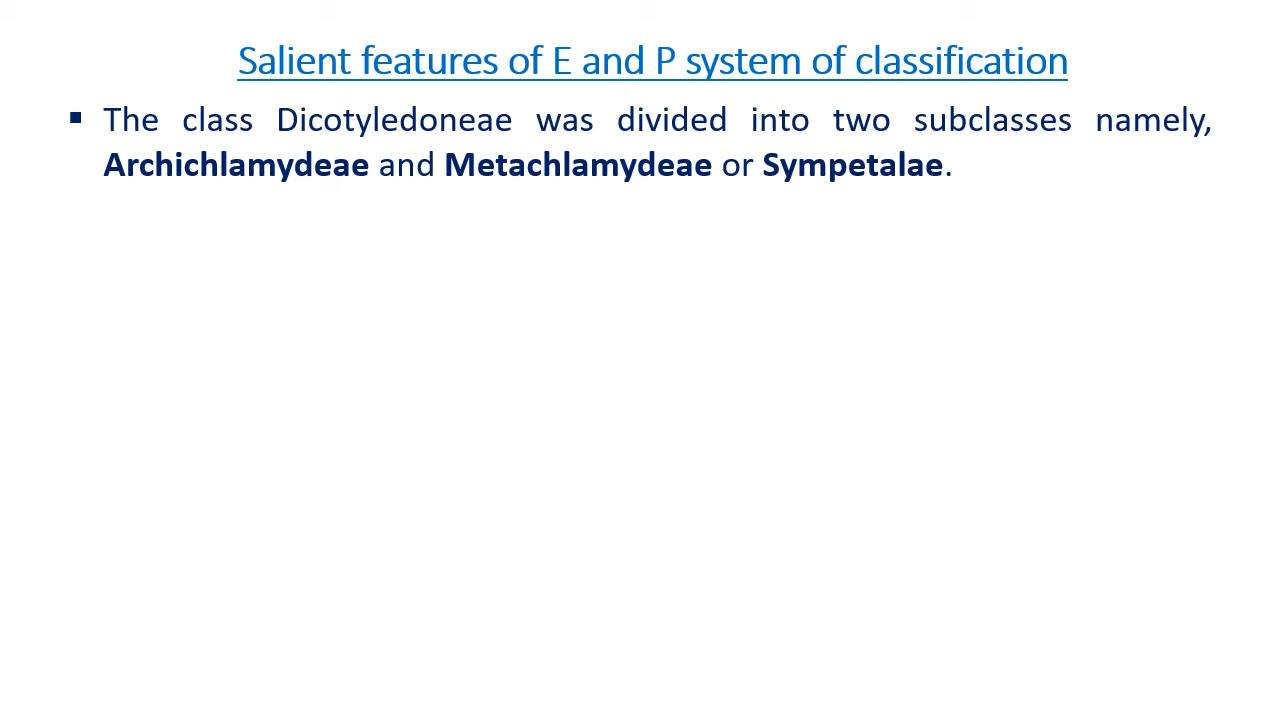 Salient features of E and P system of classification
▪ The class Dicotyledoneae was divided into two subclasses namely,
Archichlamydeae and Metachlamydeae or Sympetalae.